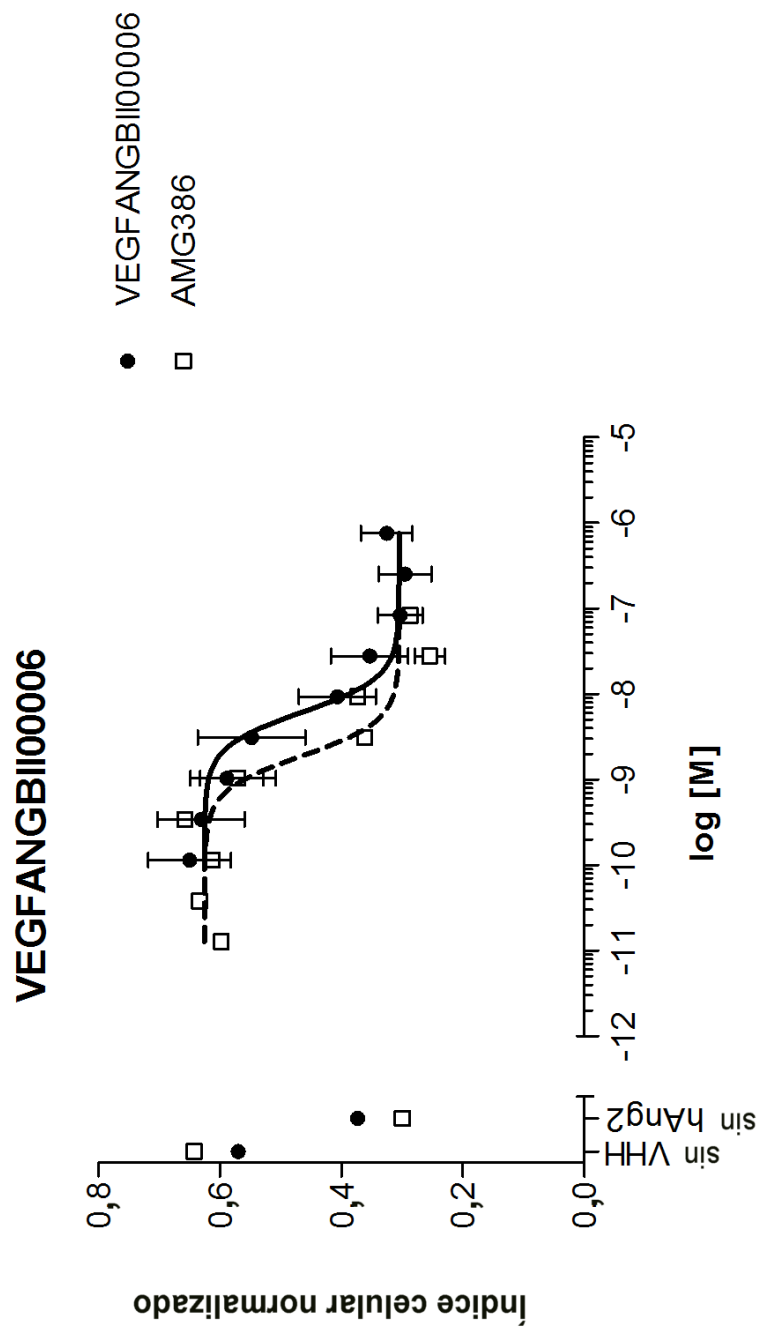 VEGFANGBII00006
VEGFANGBII00006
AMG386
Índice celular normalizado
0,8
0,6
0,4
0,2
0,0
sin VHH
sin hAng2
-12
-11
-10
-9
-8
-7
-6
-5
log [M]